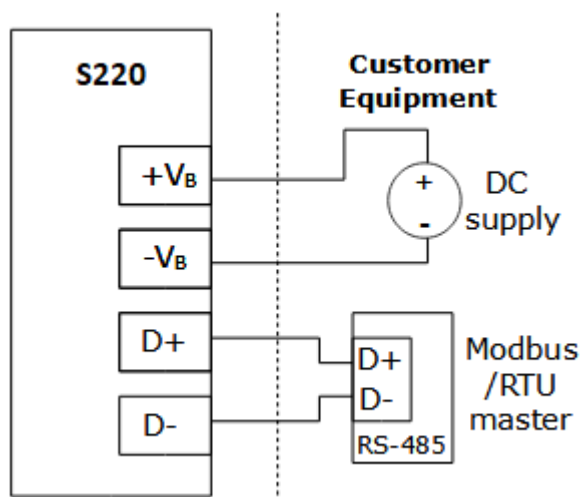 S220
+VB
-VB
D+
D-
Customer
Equipment
+
-
DC
supply
D+
D-
RS-485
Modbus
/RTU
master